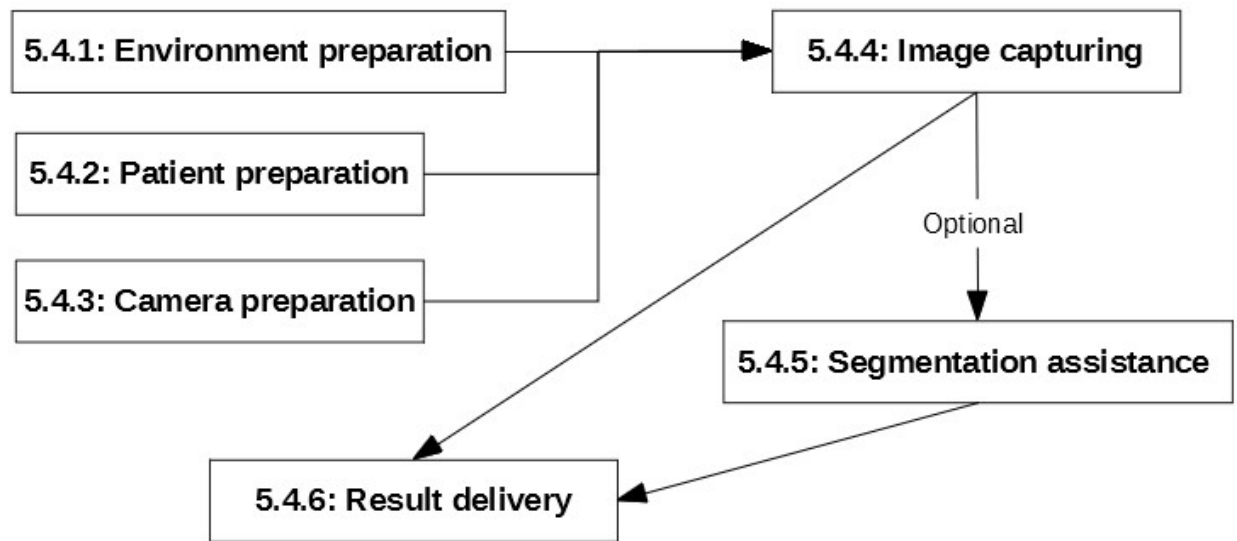 5.4.1: Environment preparation
5.4.4: Image capturing
5.4.2: Patient preparation
Optional
5.4.3: Camera preparation
5.4.5: Segmentation assistance
5.4.6: Result delivery